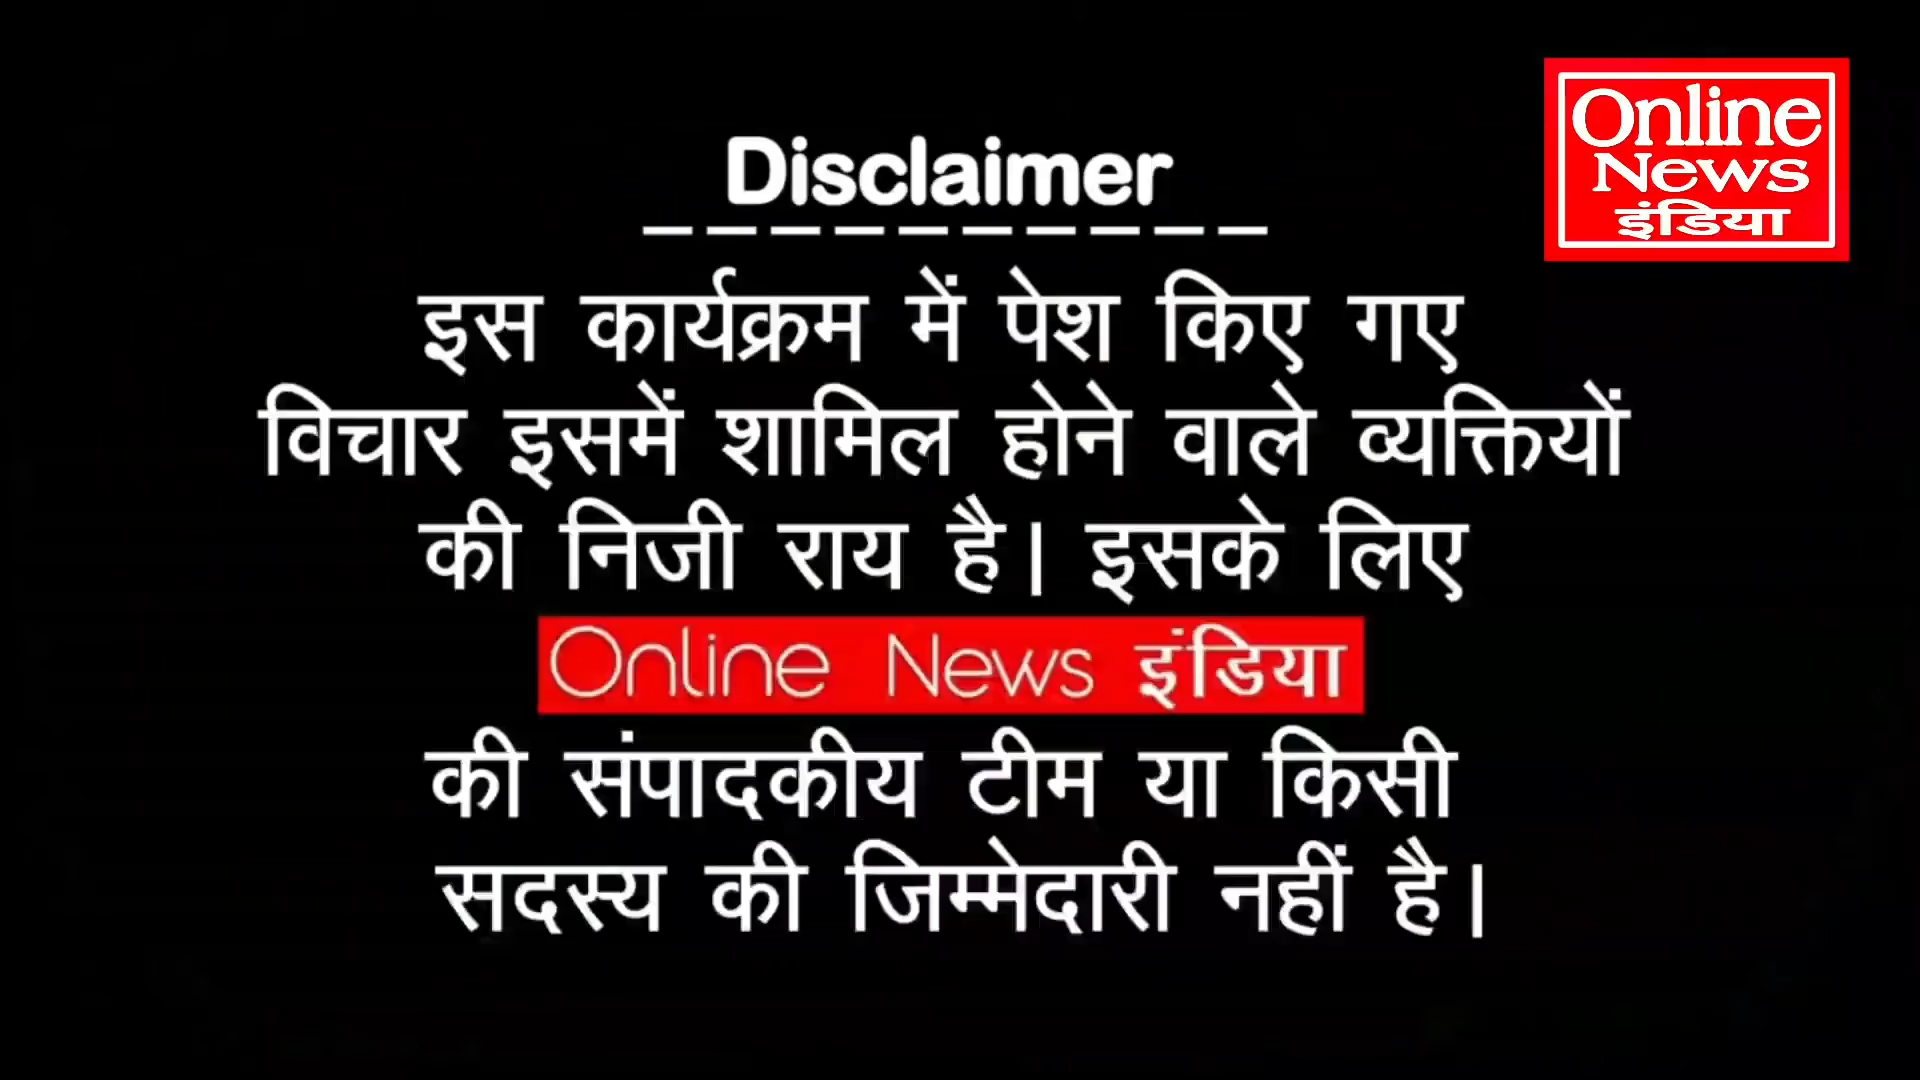 Online
News
इंडिया
Disclaimer
इस कार्यक्रम में पेश किए गए
विचार इसमें शामिल होने वाले व्यक्तियों
की निजी राय है। इसके लिए
Online News इंडिया
की संपादकीय टीम या किसी
सदस्य की जिम्मेदारी नहीं है।